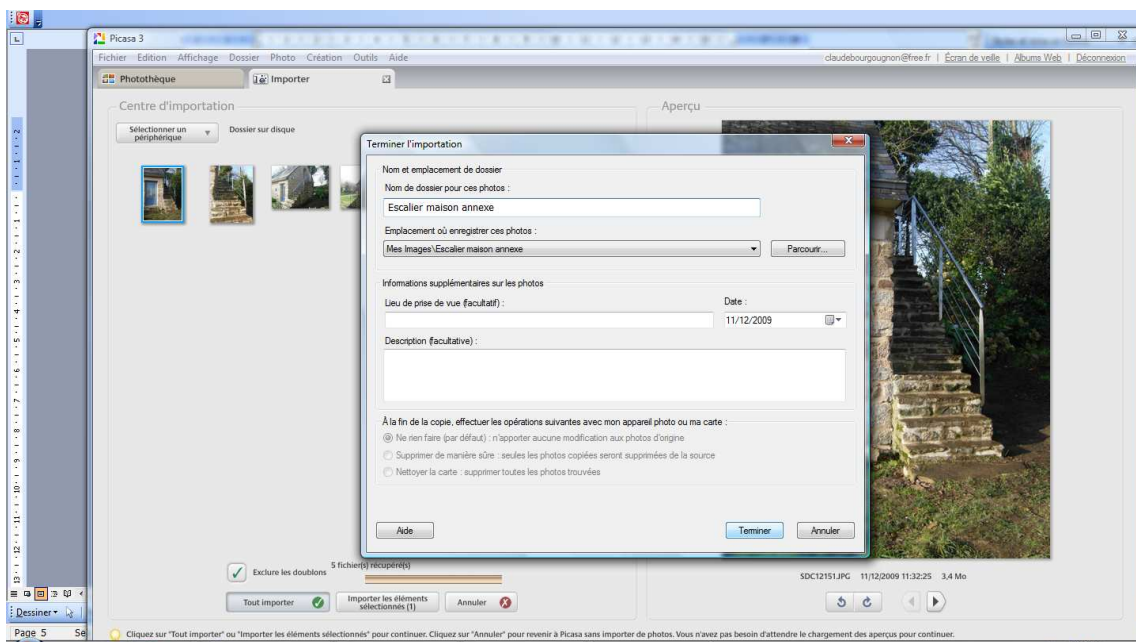 Picasa 3
Fichier Edition Affichage Dossier Photo Création Outils Aide
claudebourgougnon@free.fr | Écran de veille | Albums Web | Déconnexion
Photothèque
Importer
Centre d'importation
Aperçu
Sélectionner un périphérique
Dossier sur disque
Terminer l'importation
Nom et emplacement de dossier
Nom de dossier pour ces photos :
Escalier maison annexe
Emplacement où enregistrer ces photos :
Mes Images\Escalier maison annexe
Parcourir...
Informations supplémentaires sur les photos
Lieu de prise de vue (facultatif) :
Date :
11/12/2009
Description (facultative) :
À la fin de la copie, effectuer les opérations suivantes avec mon appareil photo ou ma carte :
Ne rien faire (par défaut) : n'apporter aucune modification aux photos d'origine
Supprimer de manière sûre : seules les photos copiées seront supprimées de la source
Nettoyer la carte : supprimer toutes les photos trouvées
Aide
Terminer
Annuler
Exclure les doublons
5 fichier(s) récupéré(s)
SDC12151.JPG 11/12/2009 11:32:25 3,4 Mo
Tout importer
Importer les éléments sélectionnés (1)
Annuler
Dessiner
Page 5 Se
Cliquez sur "Tout importer" ou "Importer les éléments sélectionnés" pour continuer. Cliquez sur "Annuler" pour revenir à Picasa sans importer de photos. Vous n'avez pas besoin d'attendre le chargement des aperçus pour continuer.